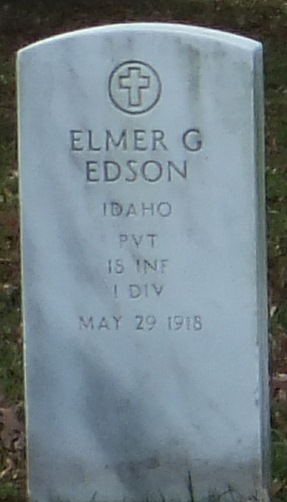 ELMER G
EDSON
IDAHO
PVT
18 INF
1 DIV
MAY 29 1918